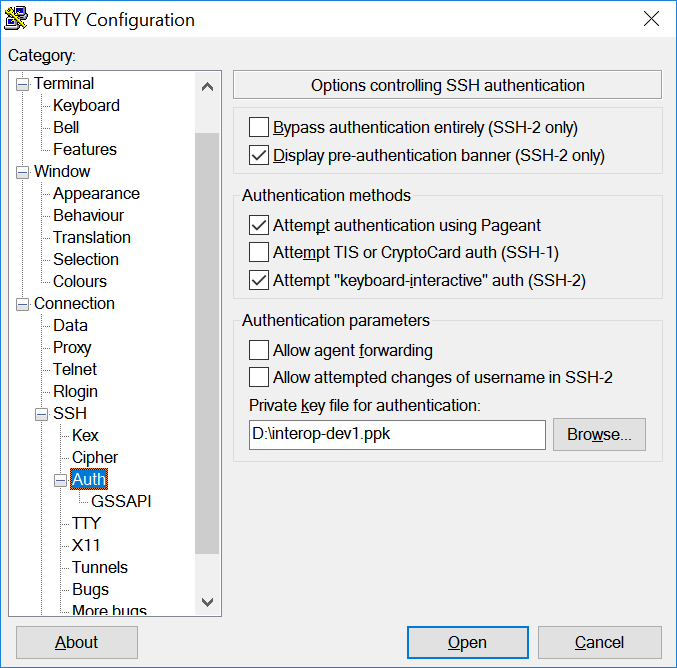 PuTTY Configuration
Category:
Terminal
Keyboard
Bell
Features
Window
Appearance
Behaviour
Translation
Selection
Colours
Connection
Data
Proxy
Telnet
Rlogin
SSH
Kex
Cipher
Auth
GSSAPI
TTY
X11
Tunnels
Bugs
More bugs
Options controlling SSH authentication
Bypass authentication entirely (SSH-2 only)
Display pre-authentication banner (SSH-2 only)
Authentication methods
Attempt authentication using Pageant
Attempt TIS or CryptoCard auth (SSH-1)
Attempt "keyboard-interactive" auth (SSH-2)
Authentication parameters
Allow agent forwarding
Allow attempted changes of username in SSH-2
Private key file for authentication:
D:\interop-dev1.ppk
Browse...
About
Open
Cancel